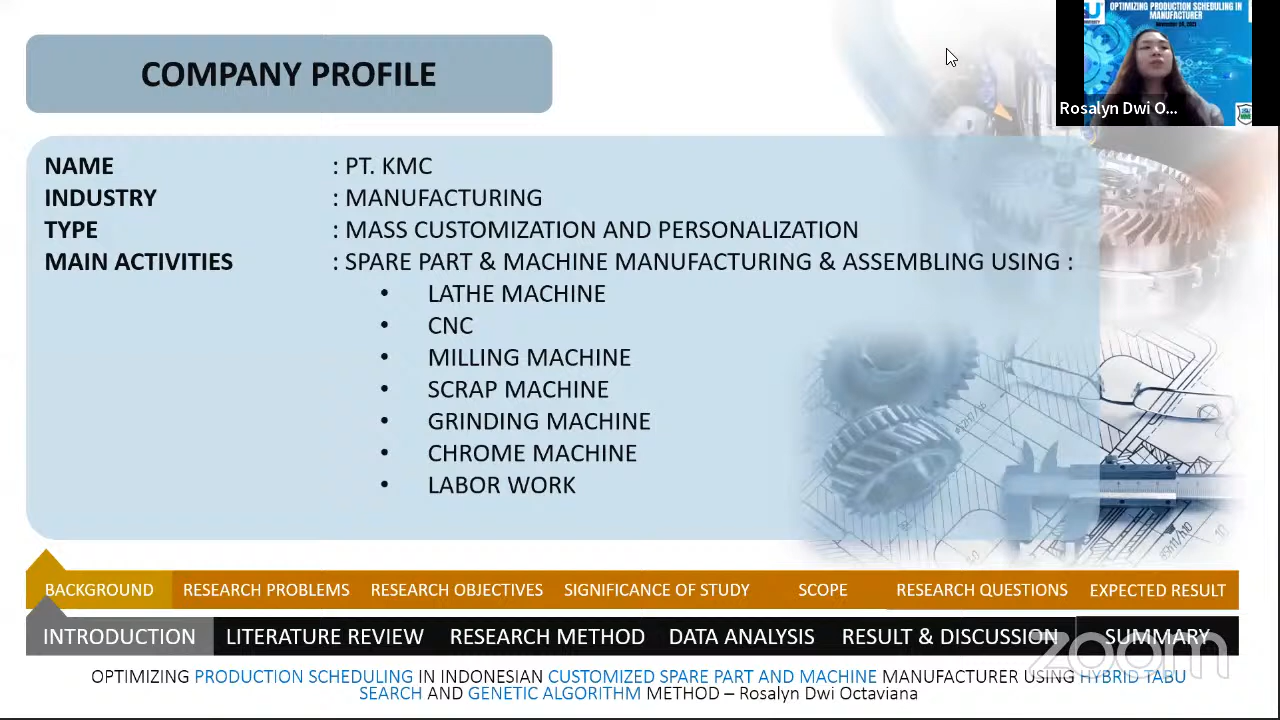 OPTIMIZING PRODUCTION SCHEDULING IN
MANUFACTURER
Rosalyn Dwi O...
COMPANY PROFILE
NAME : PT. KMC
INDUSTRY : MANUFACTURING
TYPE : MASS CUSTOMIZATION AND PERSONALIZATION
MAIN ACTIVITIES : SPARE PART & MACHINE MANUFACTURING & ASSEMBLING USING :
• LATHE MACHINE
• CNC
• MILLING MACHINE
• SCRAP MACHINE
• GRINDING MACHINE
• CHROME MACHINE
• LABOR WORK
BACKGROUND RESEARCH PROBLEMS RESEARCH OBJECTIVES SIGNIFICANCE OF STUDY SCOPE RESEARCH QUESTIONS EXPECTED RESULT
INTRODUCTION LITERATURE REVIEW RESEARCH METHOD DATA ANALYSIS RESULT & DISCUSSION SUMMARY
zoom
OPTIMIZING PRODUCTION SCHEDULING IN INDONESIAN CUSTOMIZED SPARE PART AND MACHINE MANUFACTURER USING HYBRID TABU
SEARCH AND GENETIC ALGORITHM METHOD – Rosalyn Dwi Octaviana